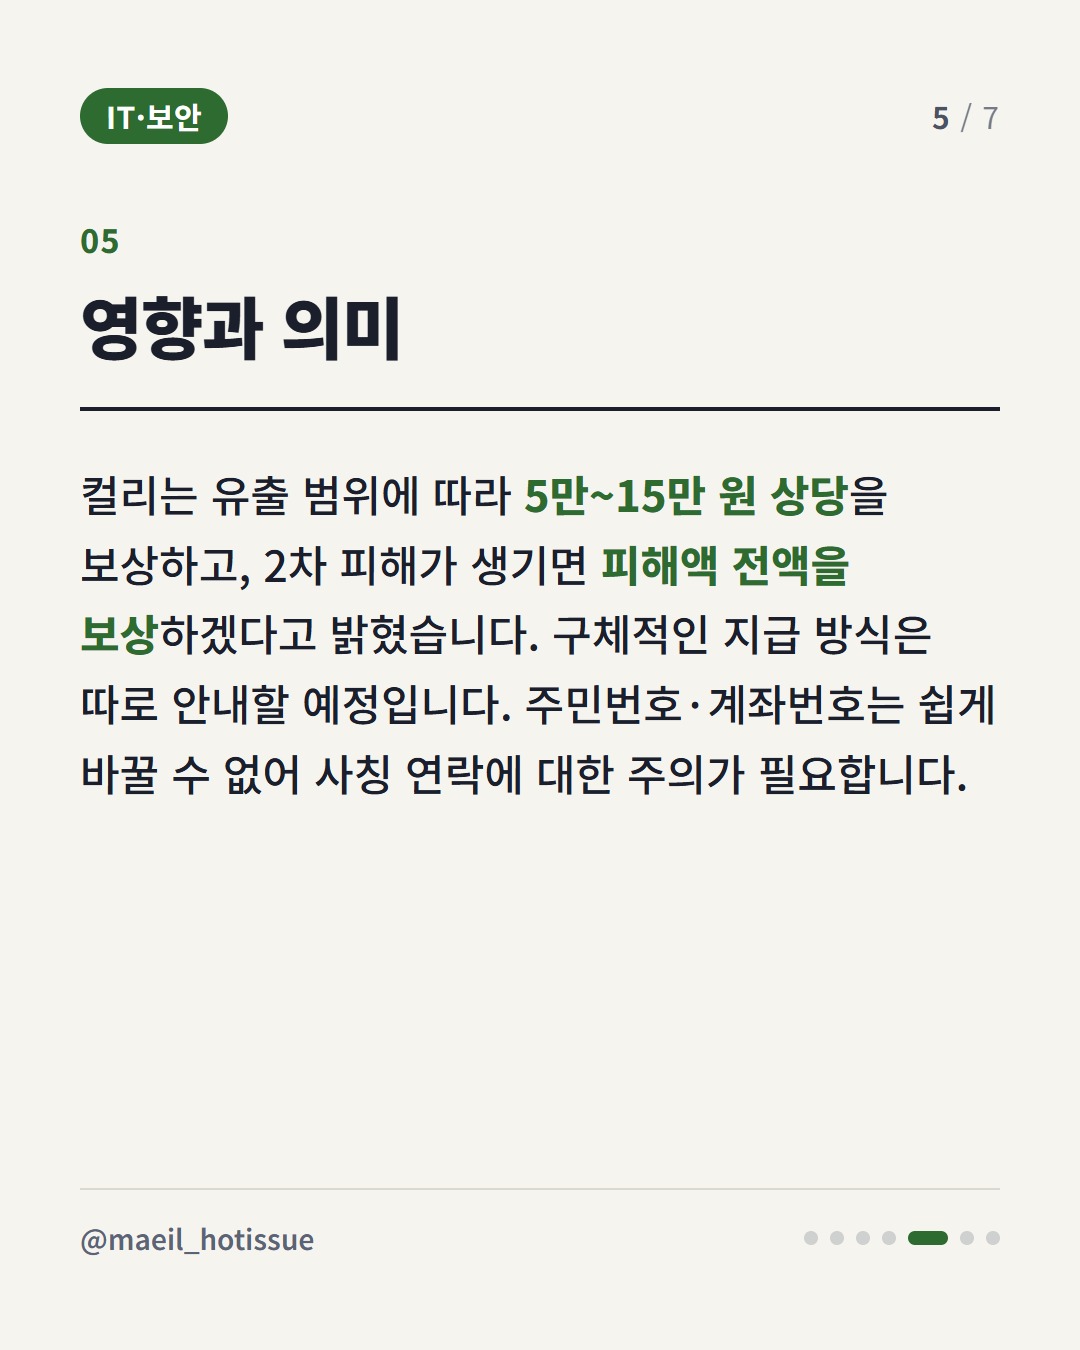 IT·보안
5 / 7
05
영향과 의미
컬리는 유출 범위에 따라 5만~15만 원 상당을
보상하고, 2차 피해가 생기면 피해액 전액을
보상하겠다고 밝혔습니다. 구체적인 지급 방식은
따로 안내할 예정입니다. 주민번호·계좌번호는 쉽게
바꿀 수 없어 사칭 연락에 대한 주의가 필요합니다.
@maeil_hotissue